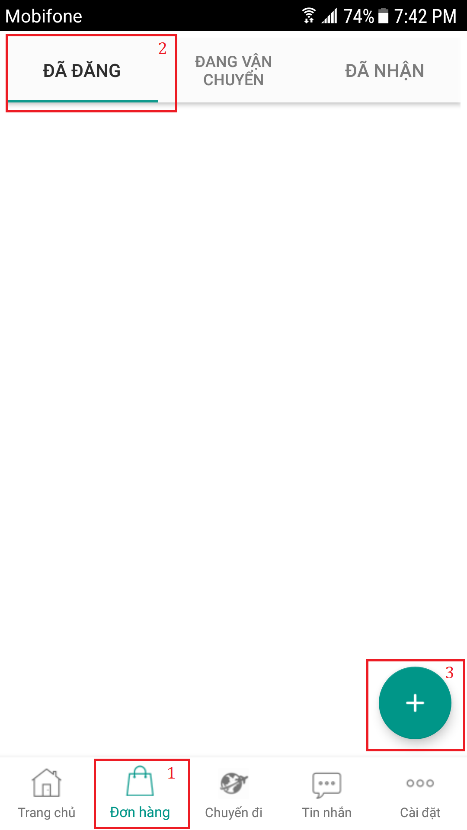 Mobifone 74% 7:42 PM
2
ĐÃ ĐĂNG
ĐANG VẬN
CHUYỂN
ĐÃ NHẬN
3
+
1
Trang chủ
Đơn hàng
Chuyến đi
Tin nhắn
Cài đặt